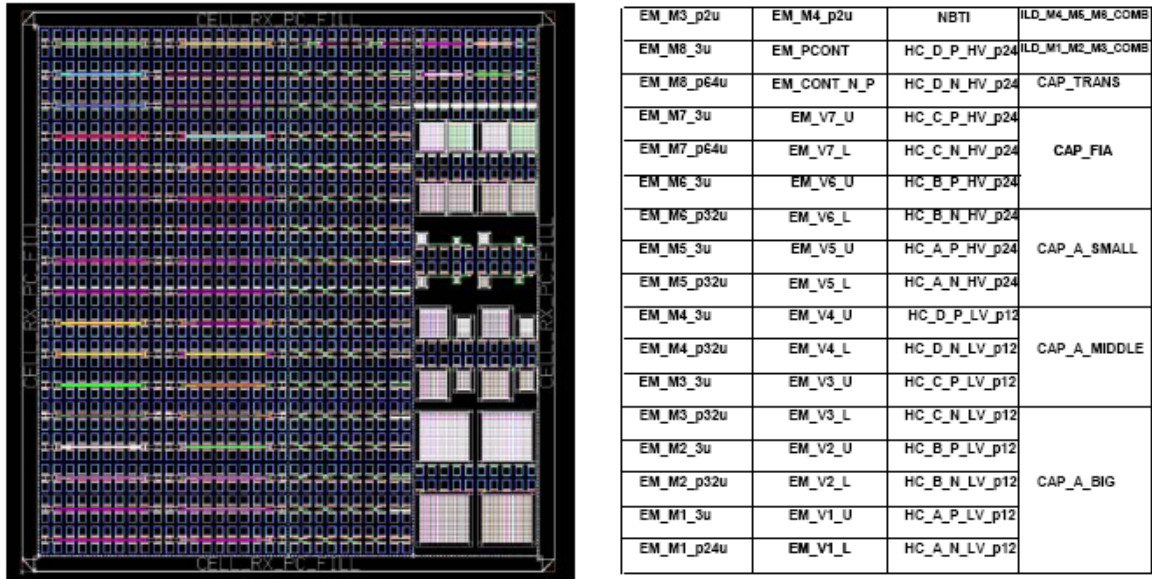 CELL_RX_PC_FILL
CELL_RX_PC_FILL
CELL_RX_PC_FILL
CELL_RX_PC_FILL
EM_M3_p2u EM_M4_p2u NBTI ILD_M4_M5_M6_COMB
EM_M8_3u EM_PCONT HC_D_P_HV_p24 ILD_M1_M2_M3_COMB
EM_M8_p64u EM_CONT_N_P HC_D_N_HV_p24 CAP_TRANS
EM_M7_3u EM_V7_U HC_C_P_HV_p24
EM_M7_p64u EM_V7_L HC_C_N_HV_p24 CAP_FIA
EM_M6_3u EM_V6_U HC_B_P_HV_p24
EM_M6_p32u EM_V6_L HC_B_N_HV_p24
EM_M5_3u EM_V5_U HC_A_P_HV_p24 CAP_A_SMALL
EM_M5_p32u EM_V5_L HC_A_N_HV_p24
EM_M4_3u EM_V4_U HC_D_P_LV_p12
EM_M4_p32u EM_V4_L HC_D_N_LV_p12 CAP_A_MIDDLE
EM_M3_3u EM_V3_U HC_C_P_LV_p12
EM_M3_p32u EM_V3_L HC_C_N_LV_p12
EM_M2_3u EM_V2_U HC_B_P_LV_p12
EM_M2_p32u EM_V2_L HC_B_N_LV_p12 CAP_A_BIG
EM_M1_3u EM_V1_U HC_A_P_LV_p12
EM_M1_p24u EM_V1_L HC_A_N_LV_p12